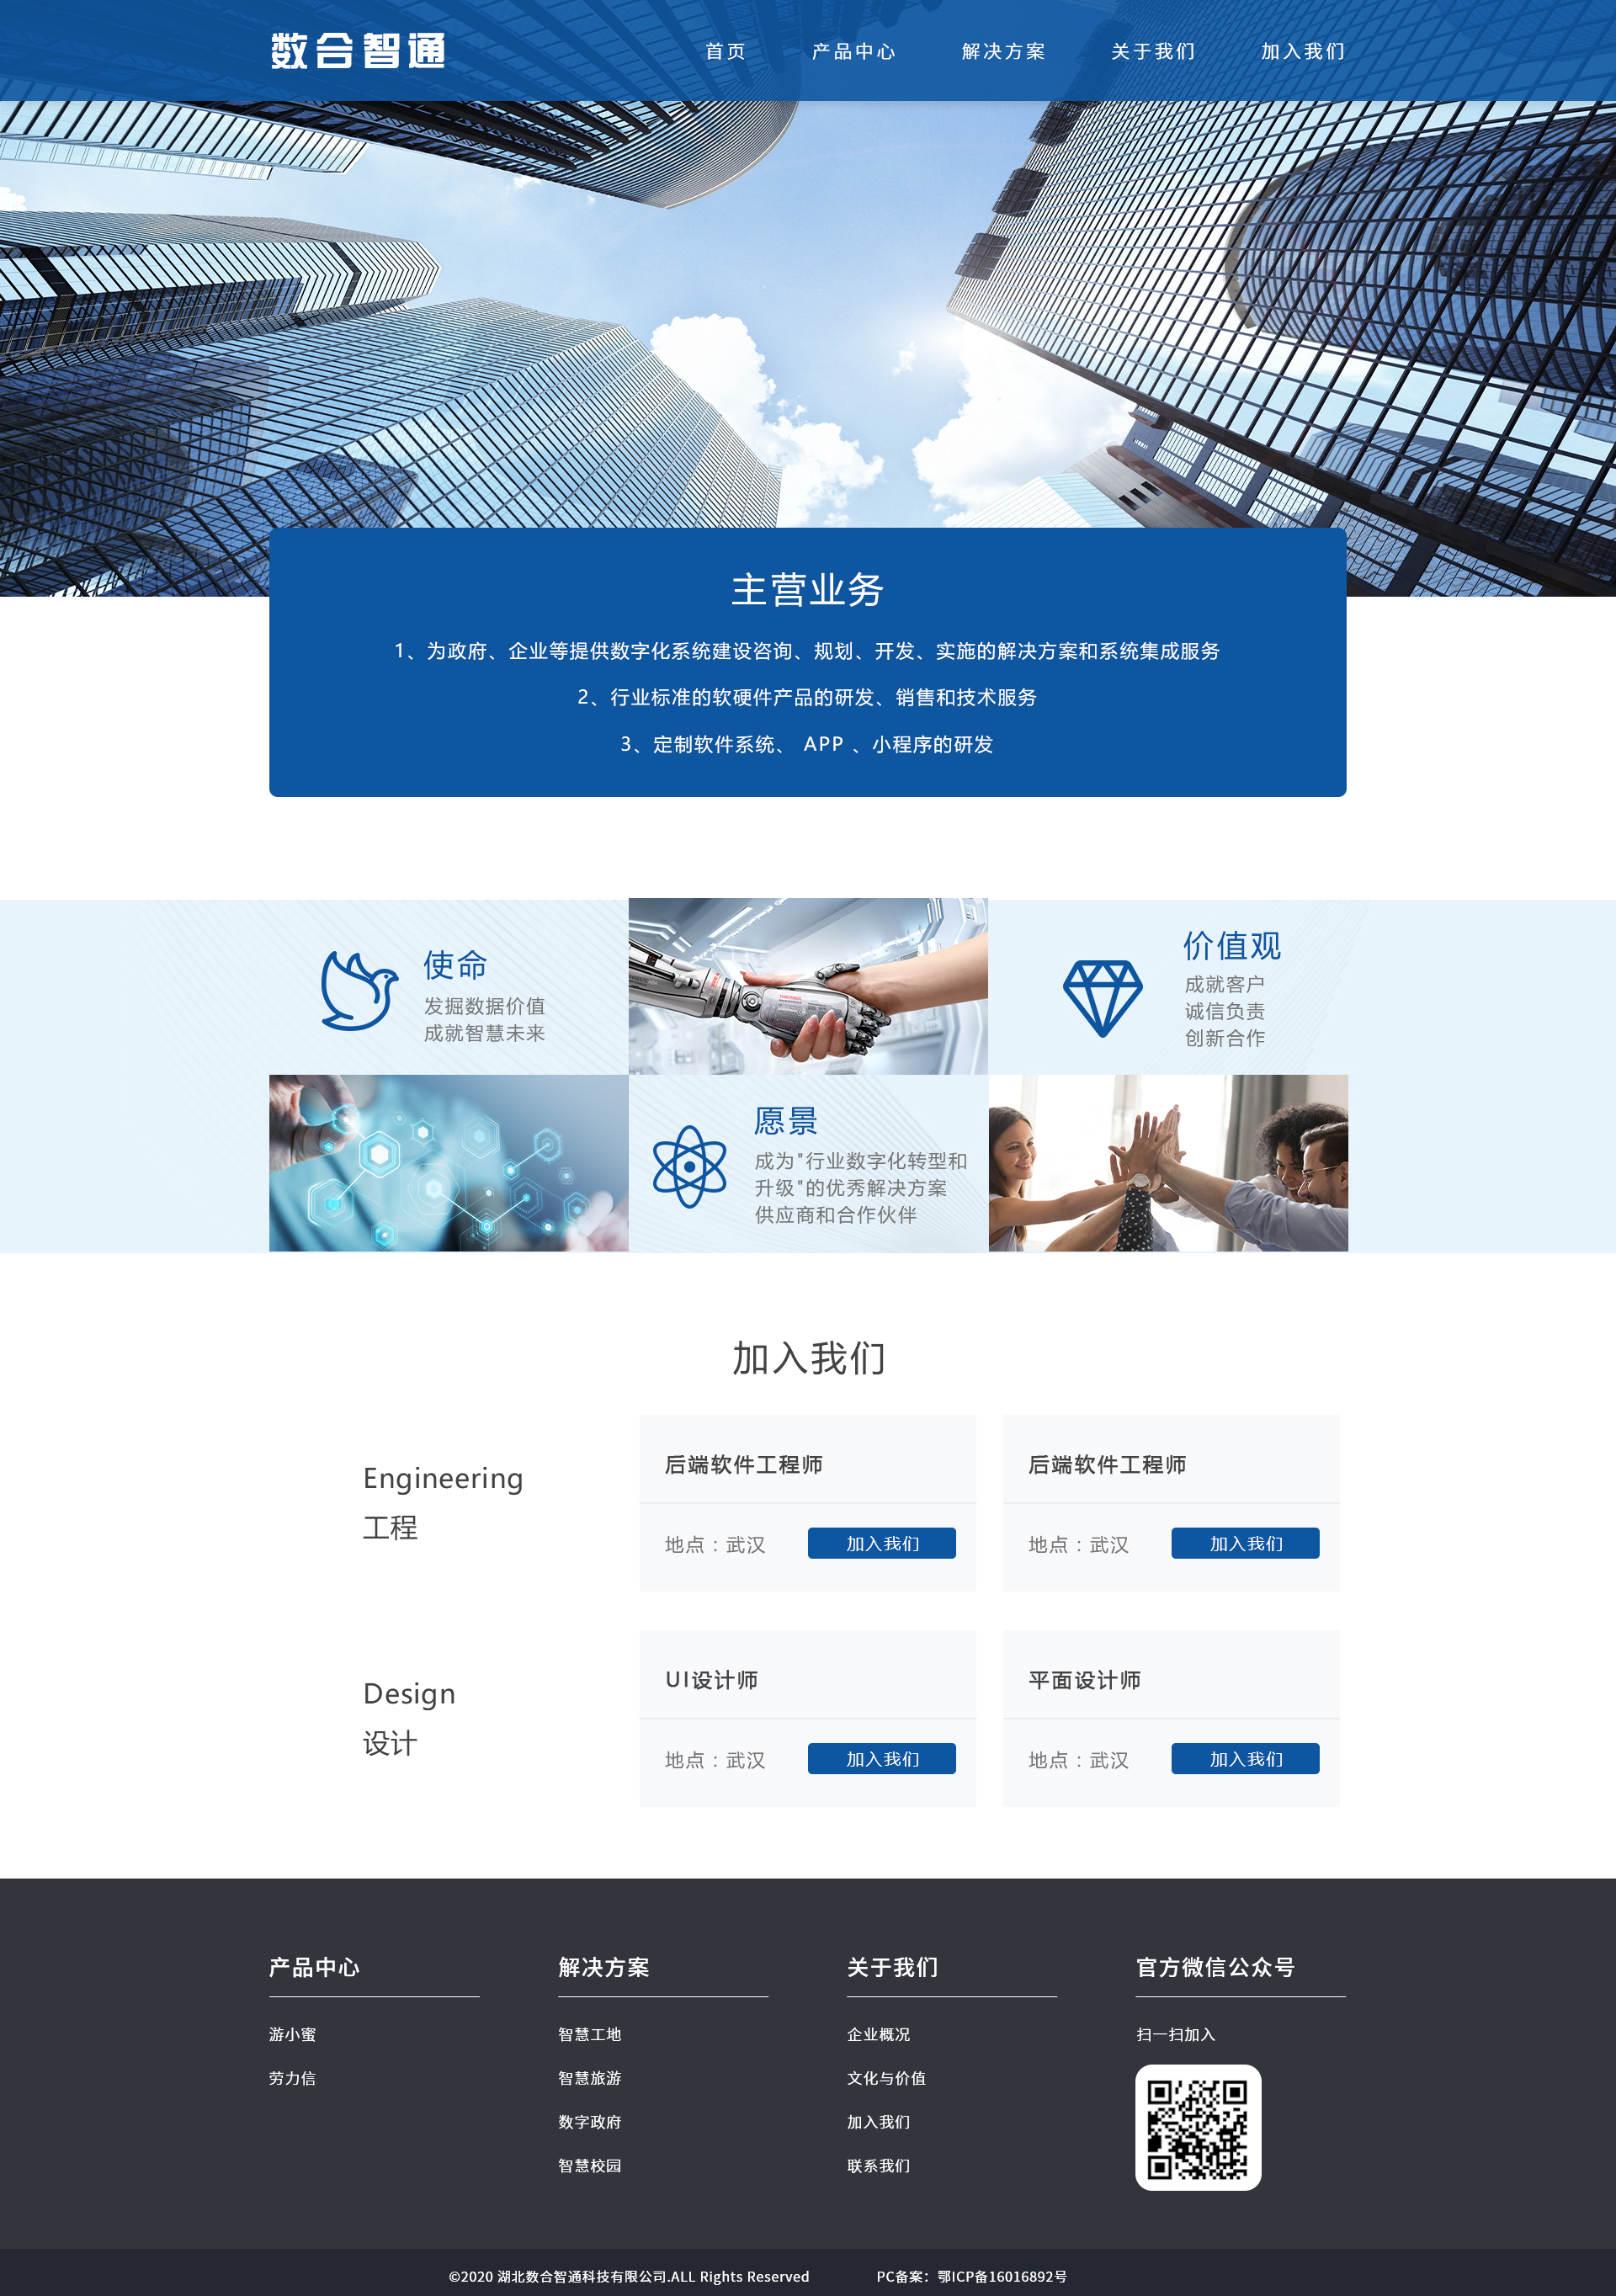 数合智通
首页 产品中心 解决方案 关于我们 加入我们
主营业务
1、为政府、企业等提供数字化系统建设咨询、规划、开发、实施的解决方案和系统集成服务
2、行业标准的软硬件产品的研发、销售和技术服务
3、定制软件系统、 APP 、小程序的研发
使命
发掘数据价值
成就智慧未来
价值观
成就客户
诚信负责
创新合作
愿景
成为"行业数字化转型和
升级"的优秀解决方案
供应商和合作伙伴
加入我们
Engineering
工程
后端软件工程师
地点：武汉 加入我们
后端软件工程师
地点：武汉 加入我们
Design
设计
UI设计师
地点：武汉 加入我们
平面设计师
地点：武汉 加入我们
产品中心
游小蜜
劳力信
解决方案
智慧工地
智慧旅游
数字政府
智慧校园
关于我们
企业概况
文化与价值
加入我们
联系我们
官方微信公众号
扫一扫加入
©2020 湖北数合智通科技有限公司.ALL Rights Reserved PC备案：鄂ICP备16016892号